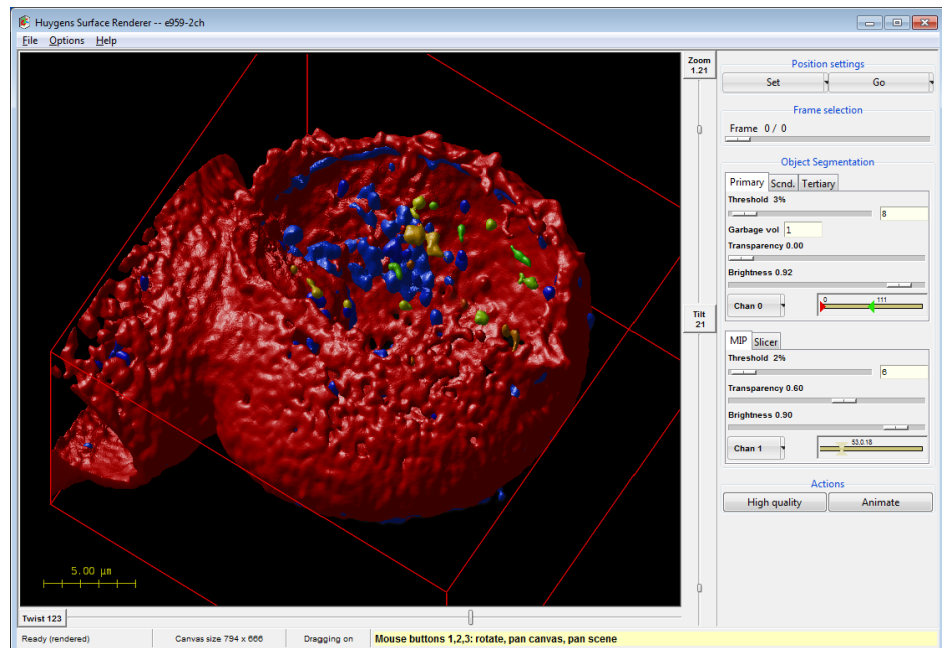 Huygens Surface Renderer -- e959-2ch
File Options Help
Zoom
1.21
Position settings
Set Go
Frame selection
Frame 0 / 0
Object Segmentation
Primary Scnd. Tertiary
Threshold 3%
8
Garbage vol 1
Transparency 0.00
Brightness 0.92
Chan 0 0 111
Tilt
21
MIP Slicer
Threshold 2%
6
Transparency 0.60
Brightness 0.90
Chan 1 53,0.18
Actions
High quality Animate
5.00 µm
Twist 123
Ready (rendered) Canvas size 794 x 666 Dragging on Mouse buttons 1,2,3: rotate, pan canvas, pan scene